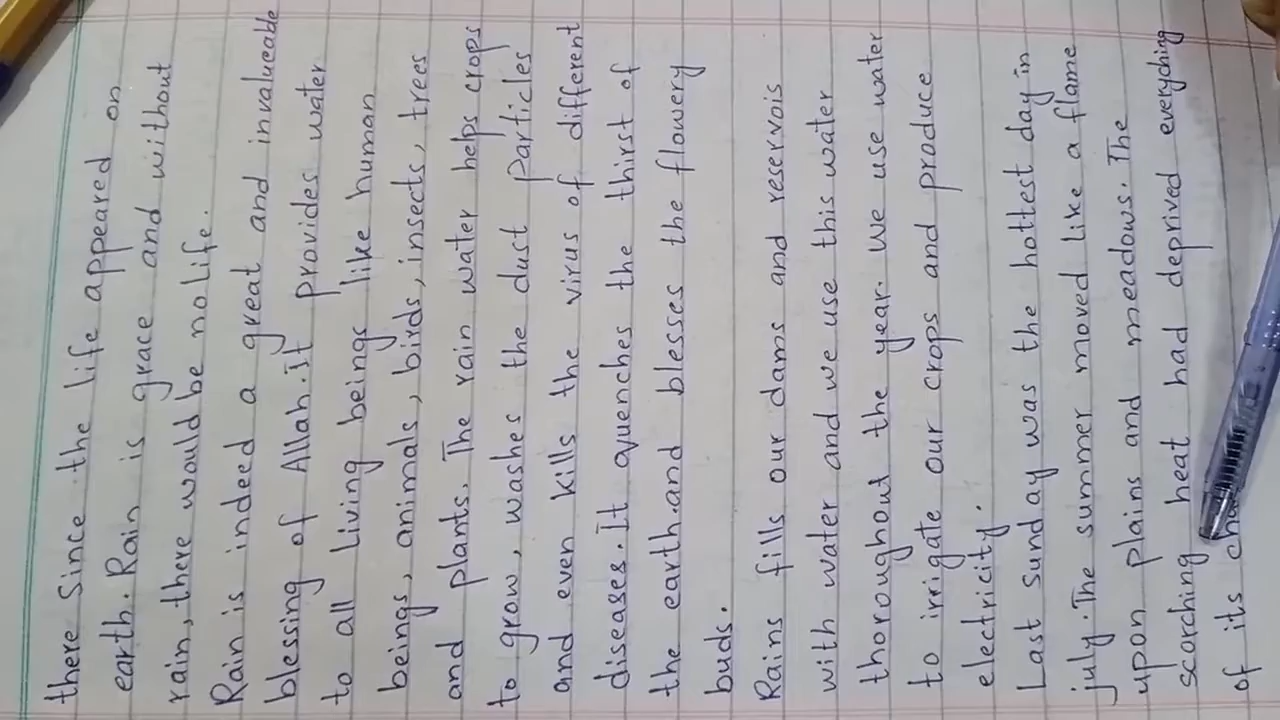 there since the life appeared on
earth. Rain is grace and without
rain, there would be no life.
Rain is indeed a great and invalueable
blessing of Allah. It provides water
to all living beings like human
beings, animals, birds, insects, trees
and plants. The rain water helps crops
to grow, washes the dust particles
and even kills the virus of different
diseases. It quenches the thirst of
the earth.and blesses the flowery
buds.
Rains fills our dams and reservois
with water and we use this water
thoroughout the year. We use water
to irrigate our crops and produce
electricity.
Last sunday was the hottest day in
july. The summer moved like a flame
upon plains and meadows. The
scorching heat had deprived everything
of its